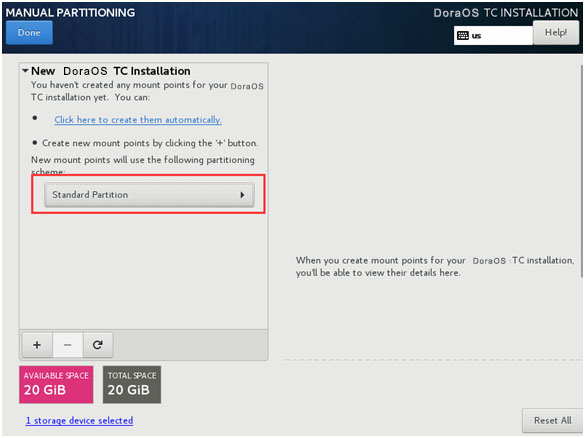 MANUAL PARTITIONING
DoraOS TC INSTALLATION
Done
us
Help!
New DoraOS TC Installation
You haven't created any mount points for your DoraOS
TC installation yet. You can:
Click here to create them automatically.
Create new mount points by clicking the '+' button.
New mount points will use the following partitioning
scheme:
Standard Partition
When you create mount points for your DoraOS TC installation,
you'll be able to view their details here.
+
−
AVAILABLE SPACE
20 GiB
TOTAL SPACE
20 GiB
1 storage device selected
Reset All